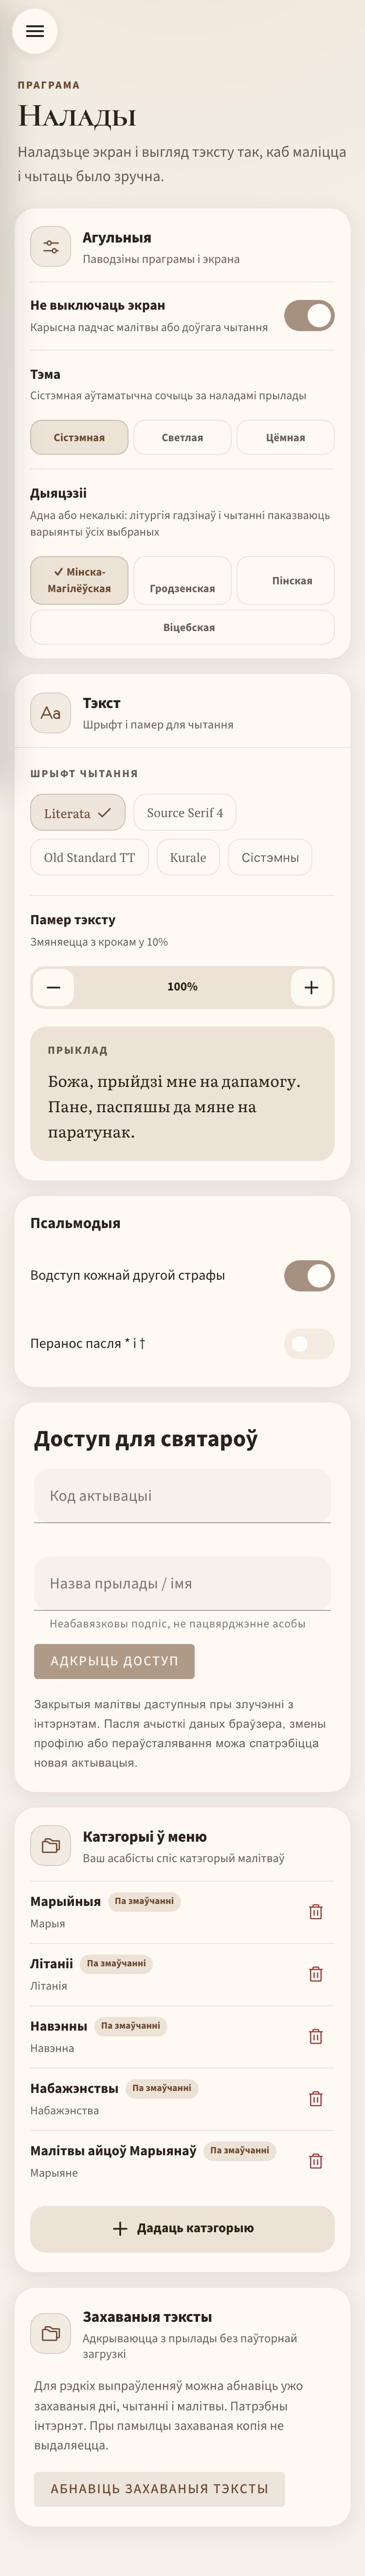 ПРАГРАМА
Налады
Наладзьце экран і выгляд тэксту так, каб маліцца
і чытаць было зручна.
Агульныя
Паводзіны праграмы і экрана
Не выключаць экран
Карысна падчас малітвы або доўгага чытання
Тэма
Сістэмная аўтаматычна сочыць за наладамі прылады
Сістэмная
Светлая
Цёмная
Дыяцэзіі
Адна або некалькі: літургія гадзінаў і чытанні паказваюць
варыянты ўсіх выбраных
✓ Мінска-
Магілёўская
Гродзенская
Пінская
Віцебская
Aa
Тэкст
Шрыфт і памер для чытання
ШРЫФТ ЧЫТАННЯ
Literata ✓
Source Serif 4
Old Standard TT
Kurale
Сістэмны
Памер тэксту
Змяняецца з крокам у 10%
100%
ПРЫКЛАД
Божа, прыйдзі мне на дапамогу.
Пане, паспяшы да мяне на
паратунак.
Псальмодыя
Водступ кожнай другой страфы
Перанос пасля * і †
Доступ для святароў
Код актывацыі
Назва прылады / імя
Неабавязковы подпіс, не пацвярджэнне асобы
АДКРЫЦЬ ДОСТУП
Закрытыя малітвы даступныя пры злучэнні з
інтэрнэтам. Пасля ачысткі даных браўзера, змены
профілю або пераўсталявання можа спатрэбіцца
новая актывацыя.
Катэгорыі ў меню
Ваш асабісты спіс катэгорый малітваў
Марыйныя Па змаўчанні
Марыя
Літаніі Па змаўчанні
Літанія
Навэнны Па змаўчанні
Навэнна
Набажэнствы Па змаўчанні
Набажэнства
Малітвы айцоў Марыянаў Па змаўчанні
Марыяне
Дадаць катэгорыю
Захаваныя тэксты
Адкрываюцца з прылады без паўторнай
загрузкі
Для рэдкіх выпраўленняў можна абнавіць ужо
захаваныя дні, чытанні і малітвы. Патрэбны
інтэрнэт. Пры памылцы захаваная копія не
выдаляецца.
АБНАВІЦЬ ЗАХАВАНЫЯ ТЭКСТЫ